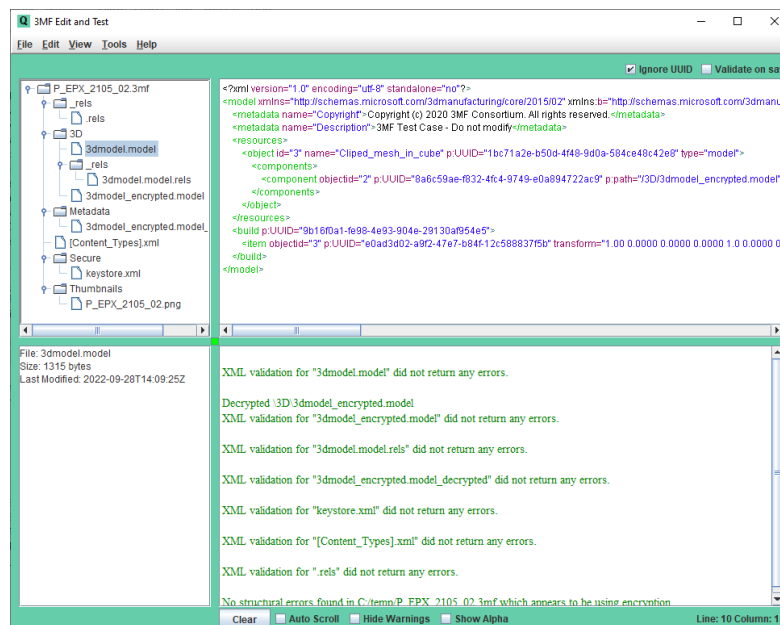 3MF Edit and Test
File Edit View Tools Help
Ignore UUID Validate on sa
P_EPX_2105_02.3mf
_rels
.rels
3D
3dmodel.model
_rels
3dmodel.model.rels
3dmodel_encrypted.model
Metadata
3dmodel_encrypted.model_
[Content_Types].xml
Secure
keystore.xml
Thumbnails
P_EPX_2105_02.png
<?xml version="1.0" encoding="utf-8" standalone="no"?>
<model xmlns="http://schemas.microsoft.com/3dmanufacturing/core/2015/02" xmlns:b="http://schemas.microsoft.com/3dmanu
<metadata name="Copyright">Copyright (c) 2020 3MF Consortium. All rights reserved.</metadata>
<metadata name="Description">3MF Test Case - Do not modify</metadata>
<resources>
<object id="3" name="Cliped_mesh_in_cube" p:UUID="1bc71a2e-b50d-4f48-9d0a-584ce48c42e8" type="model">
<components>
<component objectid="2" p:UUID="8a6c59ae-f832-4fc4-9749-e0a894722ac9" p:path="/3D/3dmodel_encrypted.model"
</components>
</object>
</resources>
<build p:UUID="9b16f0a1-fe98-4e93-904e-29130af954e5">
<item objectid="3" p:UUID="e0ad3d02-a9f2-47e7-b84f-12c588837f5b" transform="1.00 0.0000 0.0000 0.0000 1.0 0.0000 0
</build>
</model>
File: 3dmodel.model
Size: 1315 bytes
Last Modified: 2022-09-28T14:09:25Z
XML validation for "3dmodel.model" did not return any errors.
Decrypted \3D\3dmodel_encrypted.model
XML validation for "3dmodel_encrypted.model" did not return any errors.
XML validation for "3dmodel.model.rels" did not return any errors.
XML validation for "3dmodel_encrypted.model_decrypted" did not return any errors.
XML validation for "keystore.xml" did not return any errors.
XML validation for "[Content_Types].xml" did not return any errors.
XML validation for ".rels" did not return any errors.
No structural errors found in C:/temp/P_EPX_2105_02.3mf which appears to be using encryption
Clear Auto Scroll Hide Warnings Show Alpha Line: 10 Column: 1